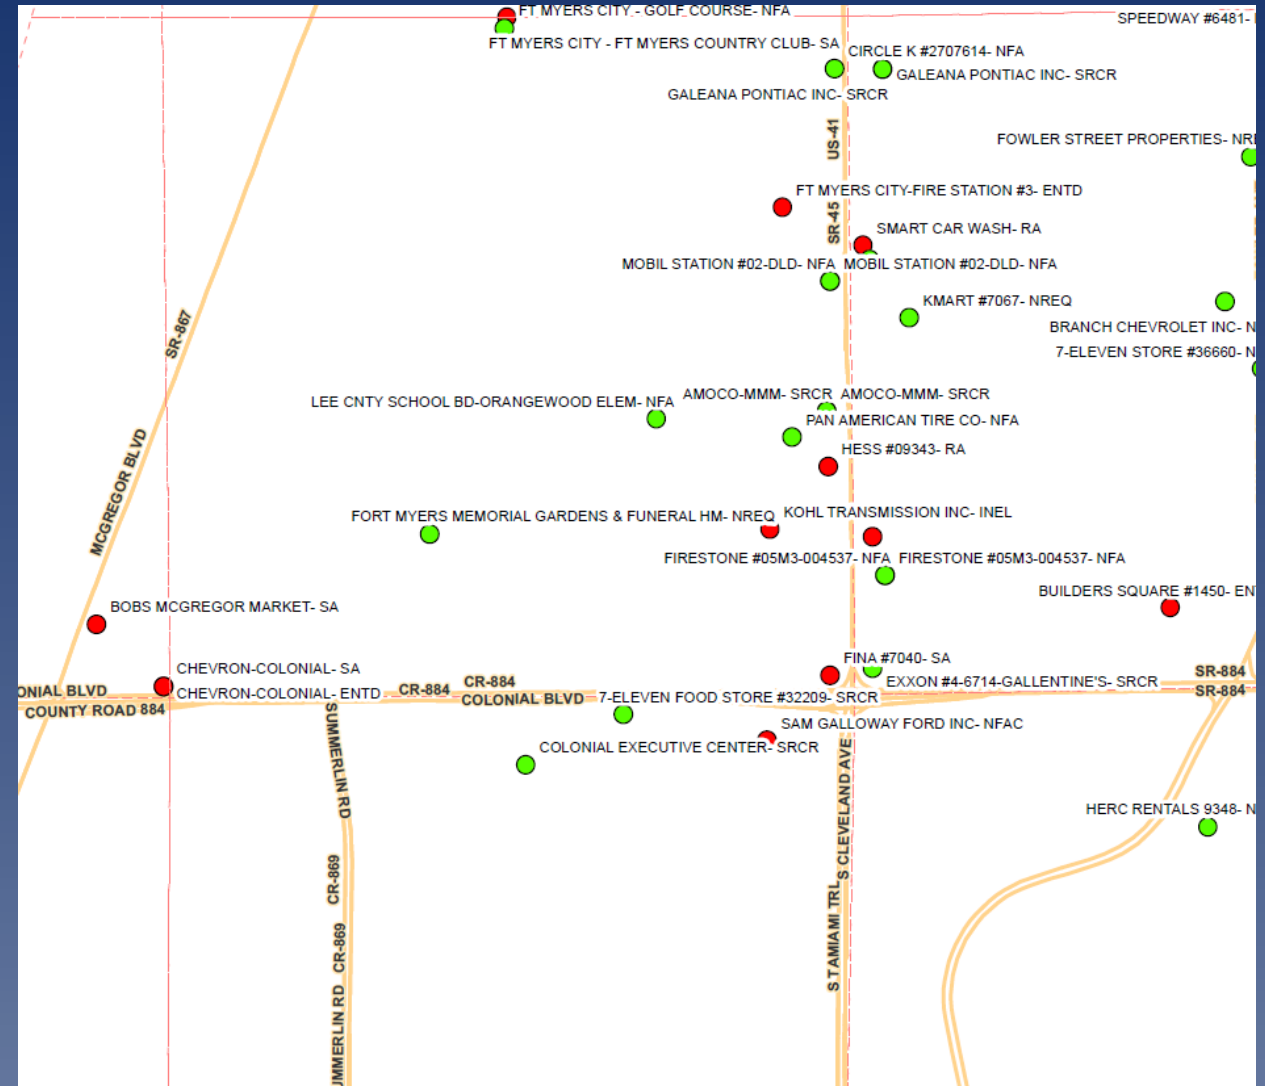 FT MYERS CITY - GOLF COURSE- NFA
SPEEDWAY #6481-
FT MYERS CITY - FT MYERS COUNTRY CLUB- SA
CIRCLE K #2707614- NFA
GALEANA PONTIAC INC- SRCR
GALEANA PONTIAC INC- SRCR
US-41
FOWLER STREET PROPERTIES-
FT MYERS CITY-FIRE STATION #3- ENTD
SR-45
SMART CAR WASH- RA
MOBIL STATION #02-DLD- NFA
MOBIL STATION #02-DLD- NFA
KMART #7067- NREQ
SR-867
BRANCH CHEVROLET INC- N
7-ELEVEN STORE #36660- N
AMOCO-MMM- SRCR
AMOCO-MMM- SRCR
LEE CNTY SCHOOL BD-ORANGEWOOD ELEM- NFA
PAN AMERICAN TIRE CO- NFA
HESS #09343- RA
MCGREGOR BLVD
FORT MYERS MEMORIAL GARDENS & FUNERAL HM- NREQ
KOHL TRANSMISSION INC- INEL
FIRESTONE #05M3-004537- NFA
FIRESTONE #05M3-004537- NFA
BUILDERS SQUARE #1450- EN
BOBS MCGREGOR MARKET- SA
FINA #7040- SA
CHEVRON-COLONIAL- SA
SR-884
EXXON #4-6714-GALLENTINE'S- SRCR
CR-884
CR-884
SR-884
ONIAL BLVD
CHEVRON-COLONIAL- ENTD
COLONIAL BLVD
7-ELEVEN FOOD STORE #32209- SRCR
COUNTY ROAD 884
SAM GALLOWAY FORD INC- NFAC
COLONIAL EXECUTIVE CENTER- SRCR
SUMMERLIN RD
S CLEVELAND AVE
HERC RENTALS 9348- N
CR-869
S TAMIAMI TRL
CR-869
UMMERLIN RD